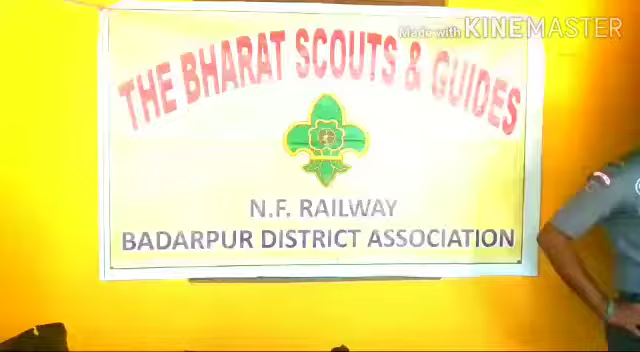 Made with KINEMASTER
THE BHARAT SCOUTS & GUIDES
N.F. RAILWAY
BADARPUR DISTRICT ASSOCIATION